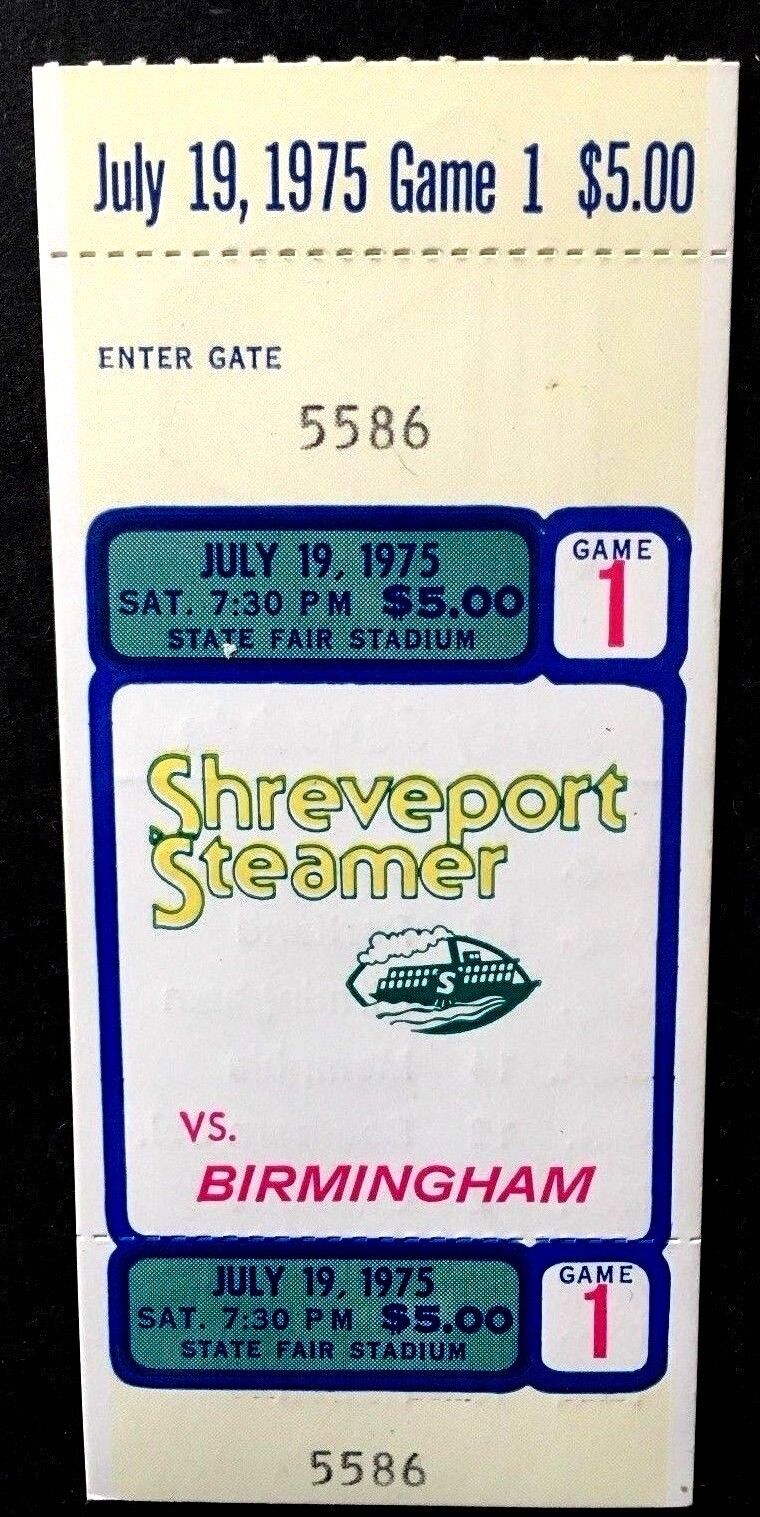 July 19, 1975 Game 1 $5.00
ENTER GATE
5586
JULY 19, 1975
SAT. 7:30 PM $5.00
STATE FAIR STADIUM
GAME
1
Shreveport
Steamer
S
VS.
BIRMINGHAM
JULY 19, 1975
SAT. 7:30 PM $5.00
STATE FAIR STADIUM
GAME
1
5586